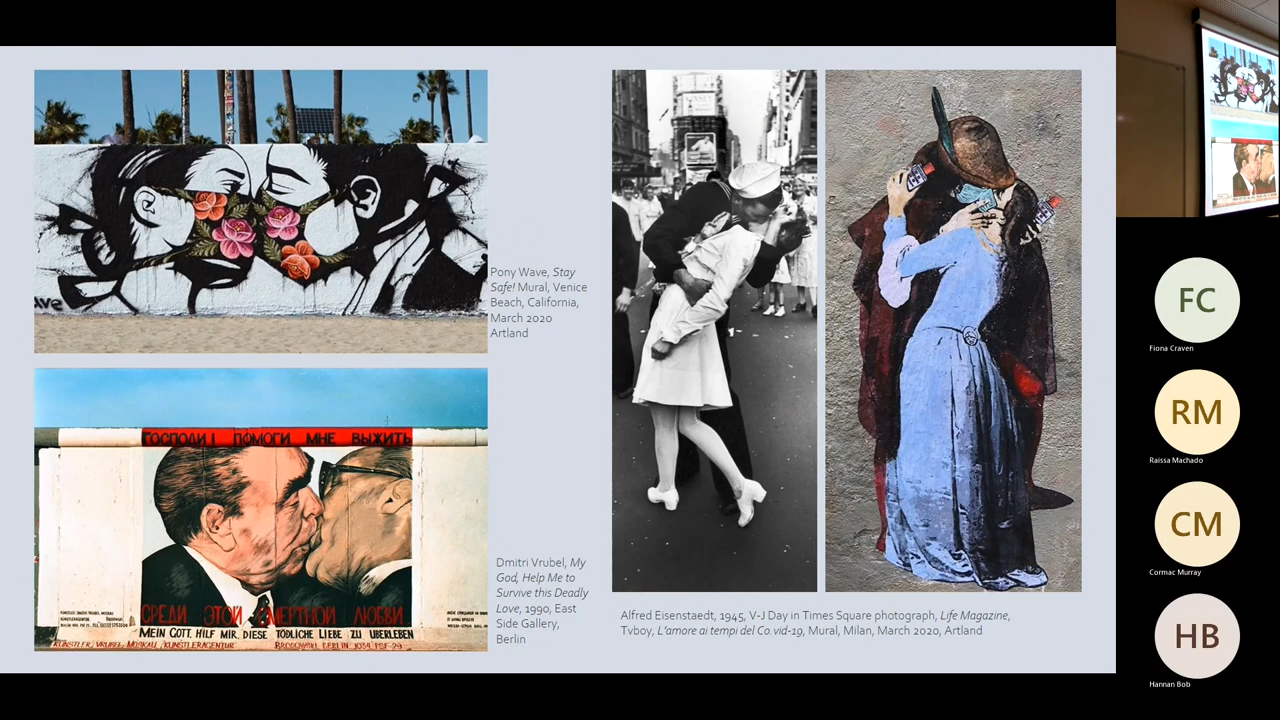 AVE
Pony Wave, Stay
Safe! Mural, Venice
Beach, California,
March 2020
Artland
ГОСПОДИ! ПОМОГИ МНЕ ВЫЖИТЬ
СРЕДИ ЭТОЙ СМЕРТНОЙ ЛЮБВИ
MEIN GOTT. HILF MIR. DIESE TÖDLICHE LIEBE ZU ÜBERLEBEN
Dmitri Vrubel, My
God, Help Me to
Survive this Deadly
Love, 1990, East
Side Gallery,
Berlin
Alfred Eisenstaedt, 1945, V-J Day in Times Square photograph, Life Magazine,
Tvboy, L'amore ai tempi del Co.vid-19, Mural, Milan, March 2020, Artland
FC
Fiona Craven
RM
Raissa Machado
CM
Cormac Murray
HB
Hannan Bob